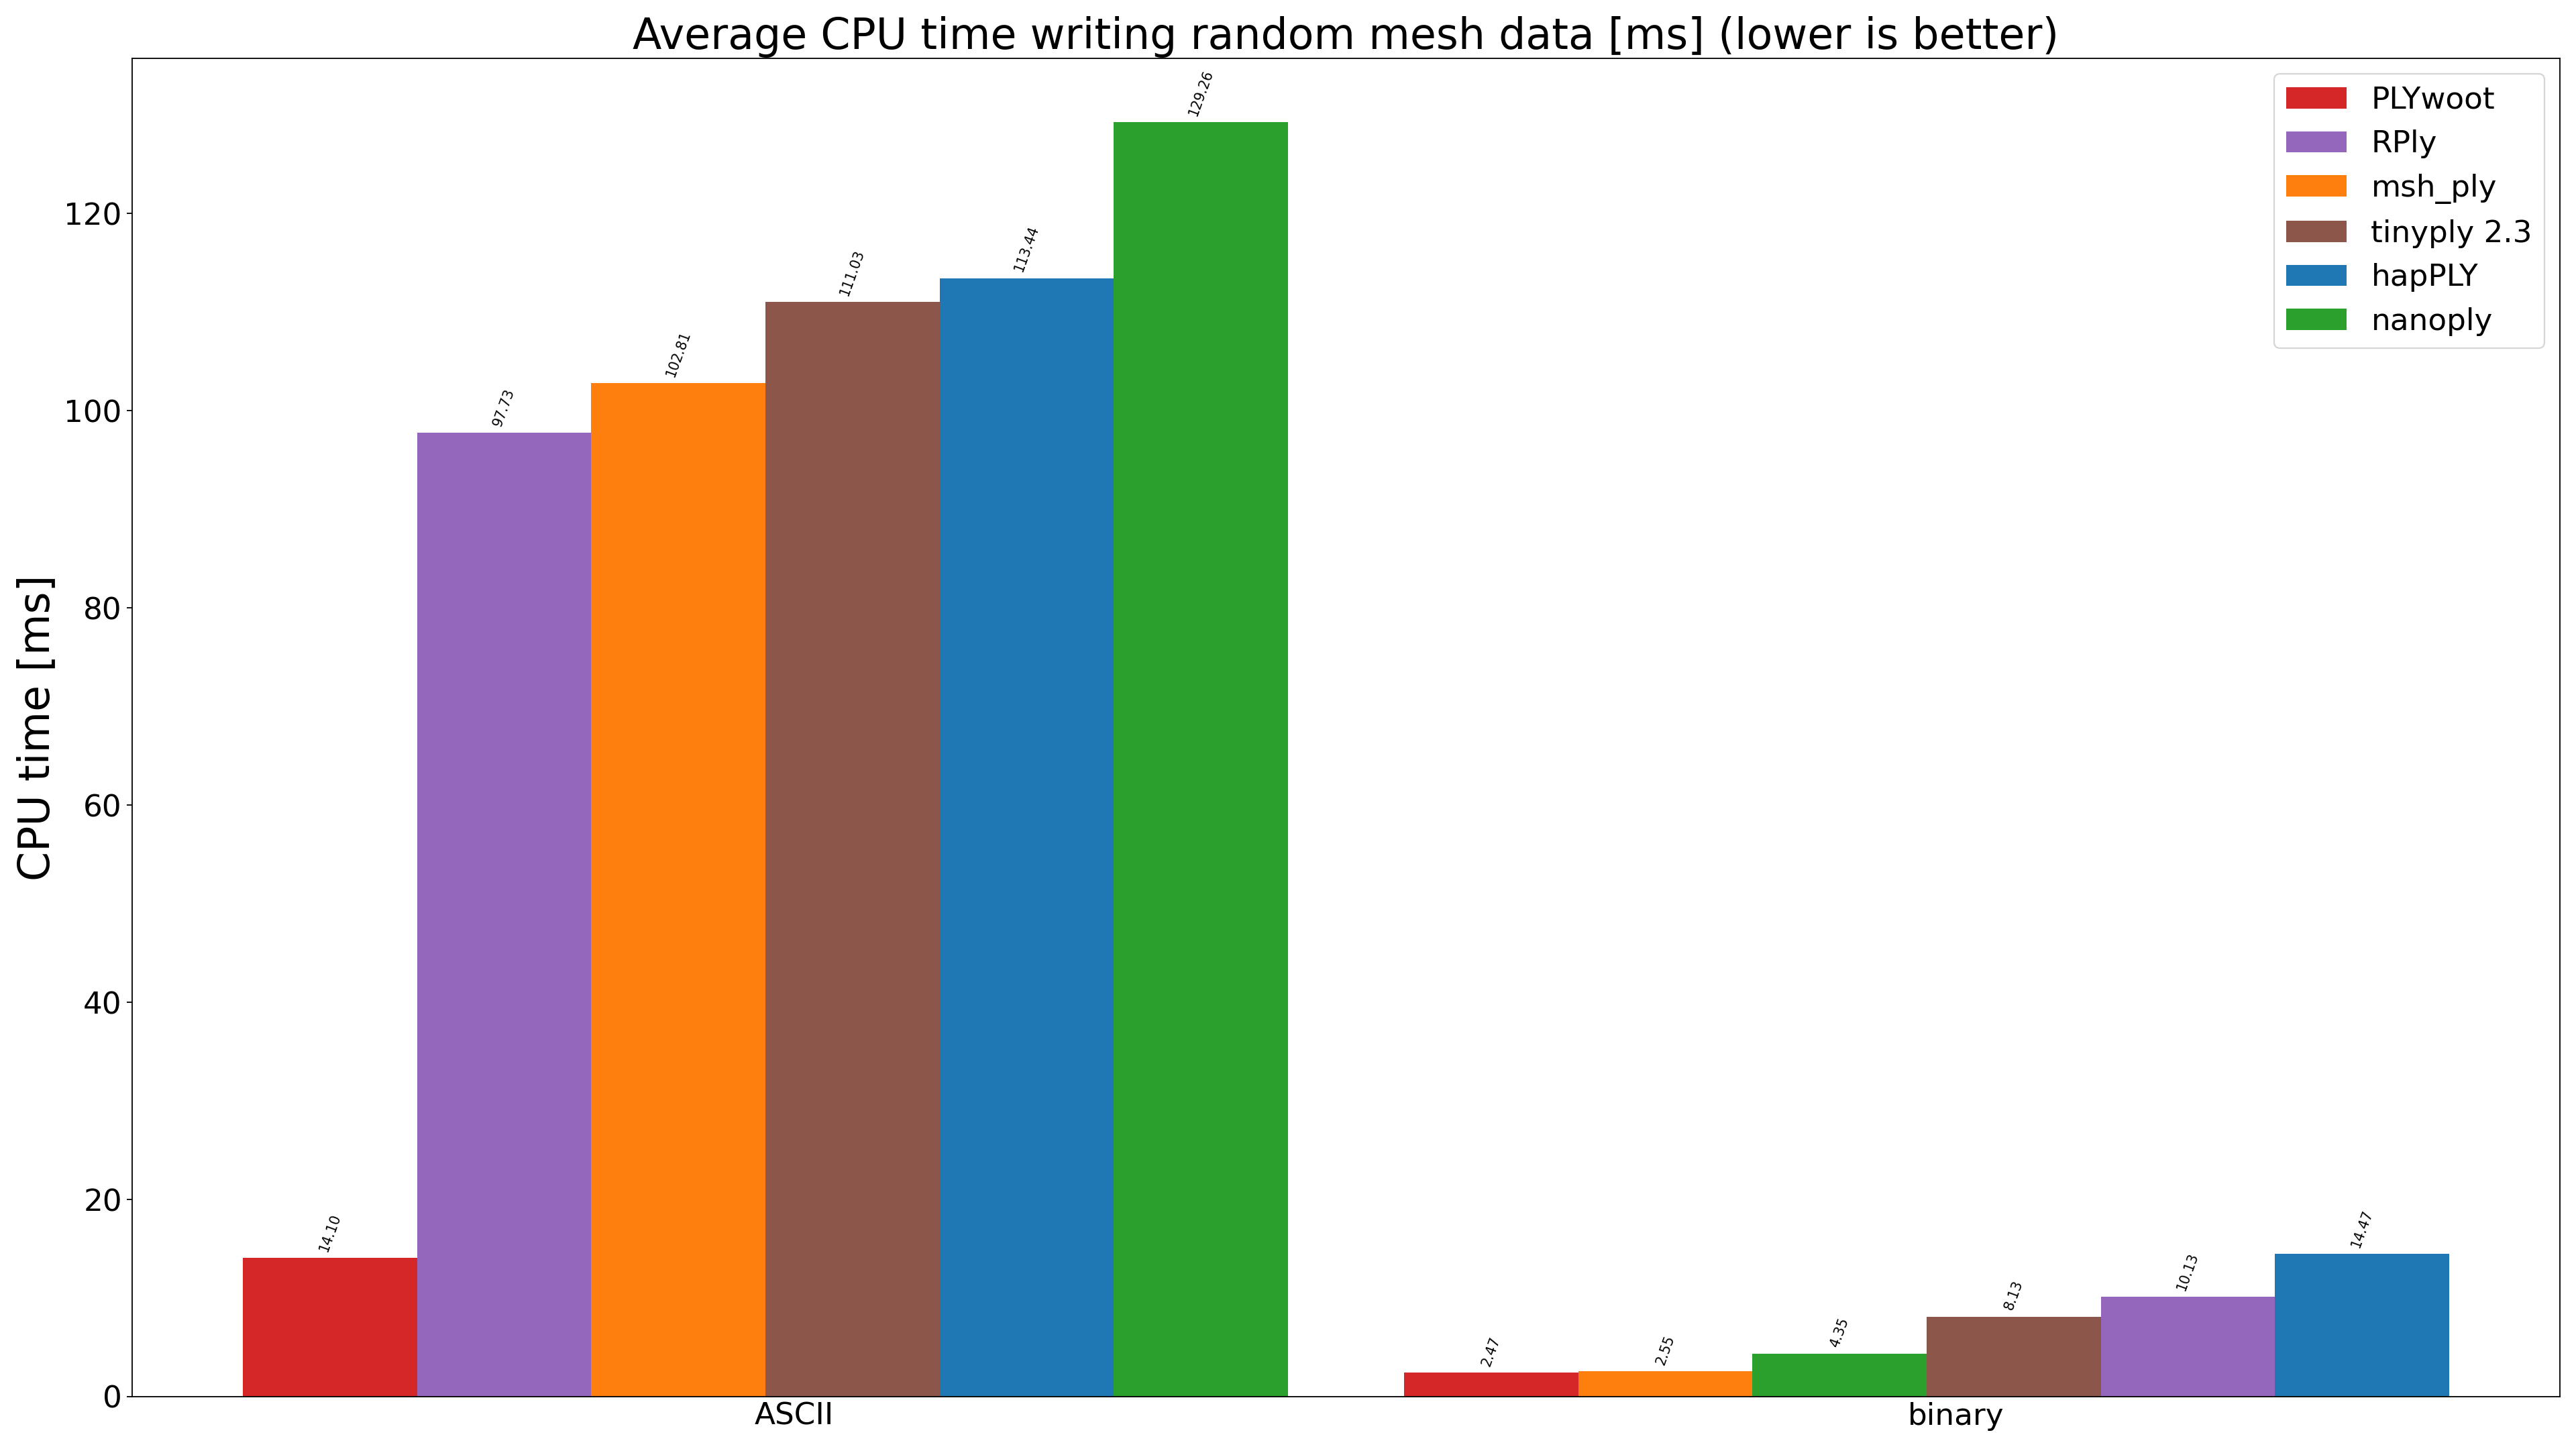 Average CPU time writing random mesh data [ms] (lower is better)
CPU time [ms]
120
100
80
60
40
20
0
14.10
97.73
102.81
111.03
113.44
129.26
2.47
2.55
4.35
8.13
10.13
14.47
ASCII
binary
PLYwoot
RPly
msh_ply
tinyply 2.3
hapPLY
nanoply